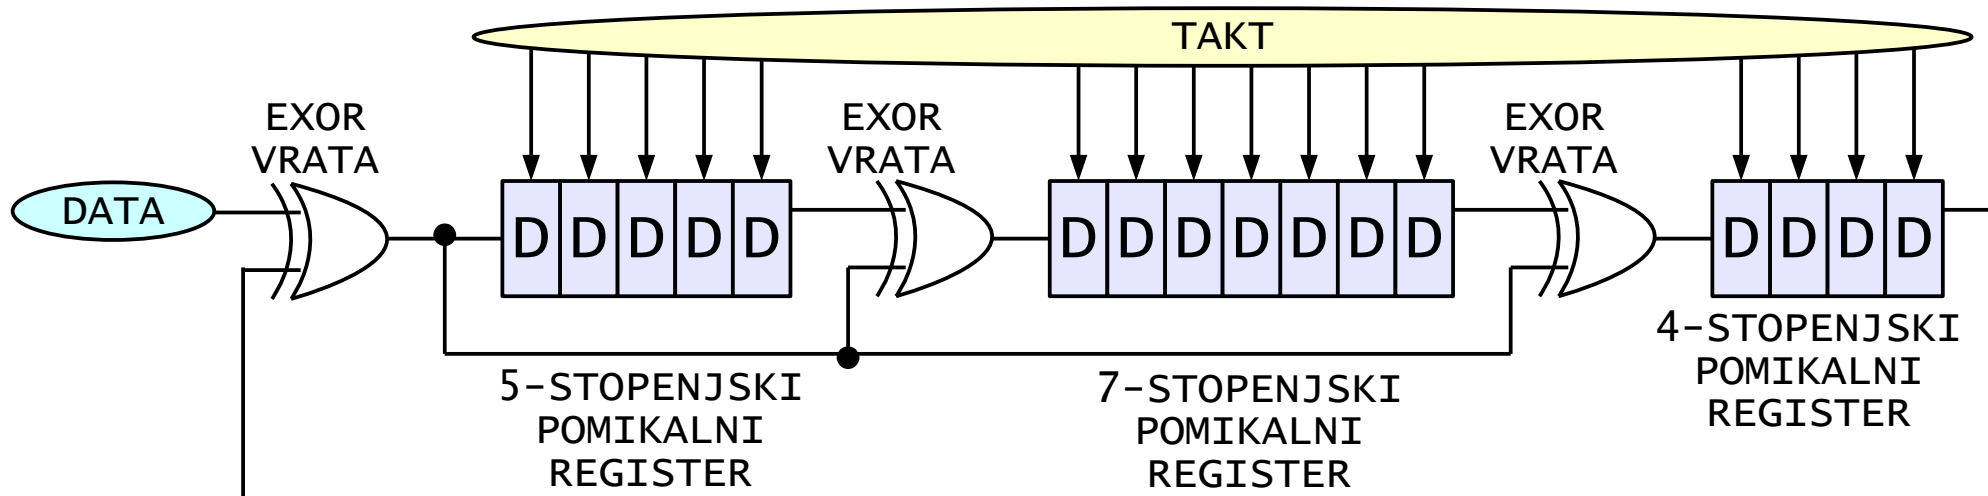 TAKT
EXOR
VRATA
EXOR
VRATA
EXOR
VRATA
DATA
D D D D D
D D D D D D D
D D D D
5-STOPENJSKI
POMIKALNI
REGISTER
7-STOPENJSKI
POMIKALNI
REGISTER
4-STOPENJSKI
POMIKALNI
REGISTER